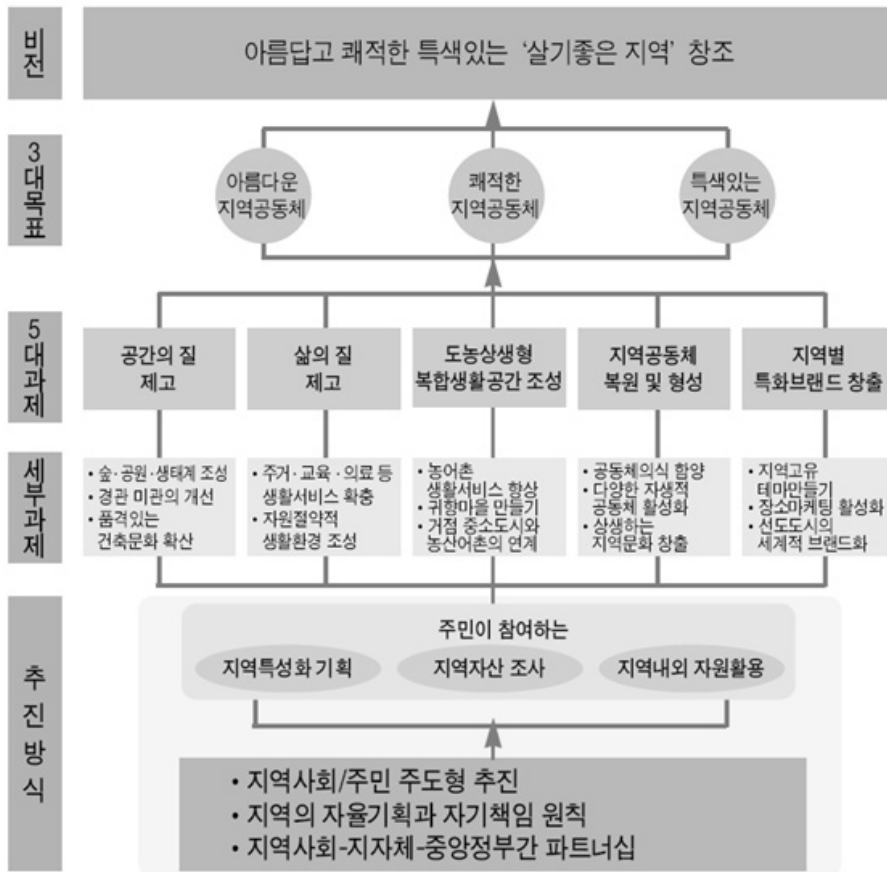 비전
아름답고 쾌적한 특색있는 '살기좋은 지역' 창조
3대목표
아름다운
지역공동체
쾌적한
지역공동체
특색있는
지역공동체
5대과제
공간의 질
제고
삶의 질
제고
도농상생형
복합생활공간 조성
지역공동체
복원 및 형성
지역별
특화브랜드 창출
세부과제
• 숲·공원·생태계 조성
• 경관 미관의 개선
• 품격있는
건축문화 확산
• 주거·교육·의료 등
생활서비스 확충
• 자원절약적
생활환경 조성
• 농어촌
생활서비스 향상
• 귀향마을 만들기
• 거점 중소도시와
농산어촌의 연계
• 공동체의식 함양
• 다양한 자생적
공동체 활성화
• 상생하는
지역문화 창출
• 지역고유
테마만들기
• 장소마케팅 활성화
• 선도도시의
세계적 브랜드화
추진방식
주민이 참여하는
지역특성화 기획
지역자산 조사
지역내외 자원활용
• 지역사회/주민 주도형 추진
• 지역의 자율기획과 자기책임 원칙
• 지역사회-지자체-중앙정부간 파트너십